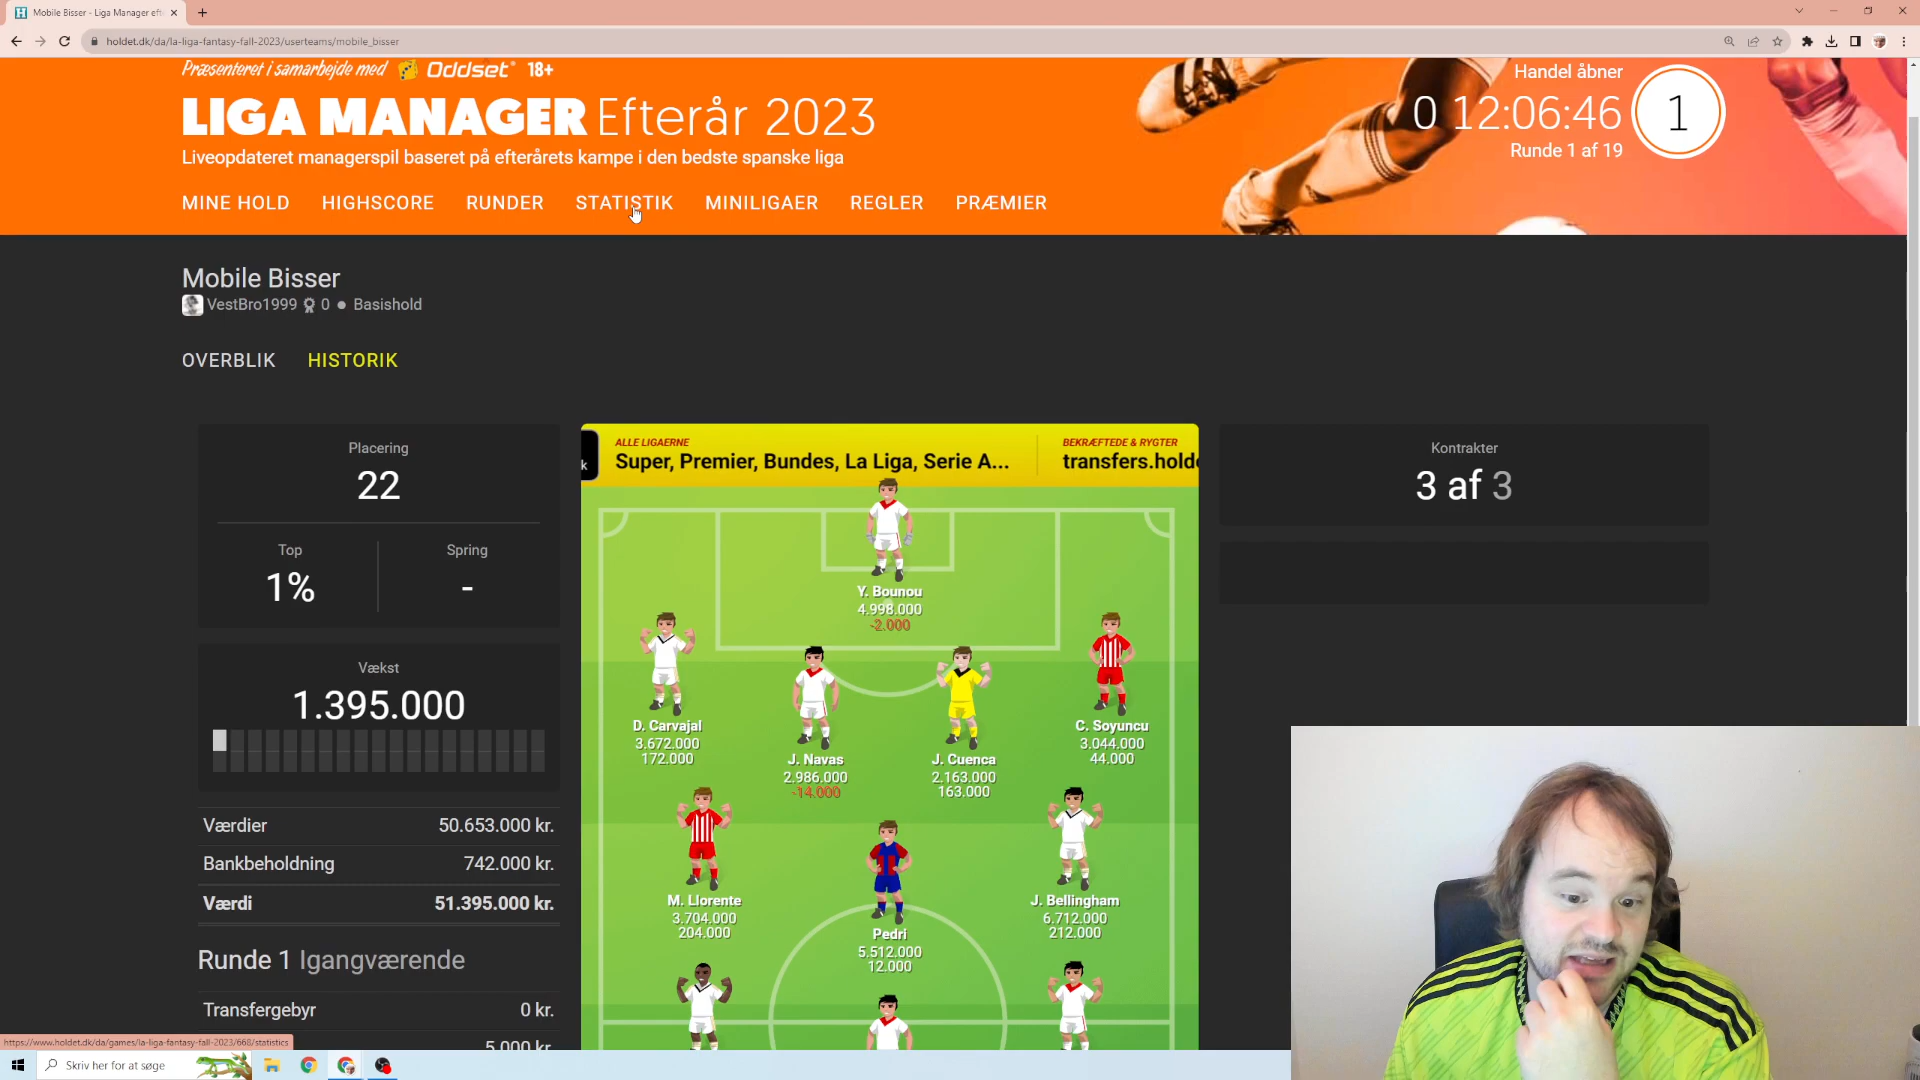 Mobile Bisser - Liga Manager eft
holdet.dk/da/la-liga-fantasy-fall-2023/userteams/mobile_bisser
Præsenteret i samarbejde med Oddset 18+
LIGA MANAGER Efterår 2023
Liveopdateret managerspil baseret på efterårets kampe i den bedste spanske liga
Handel åbner
0 12:06:46
1
Runde 1 af 19
MINE HOLD HIGHSCORE RUNDER STATISTIK MINILIGAER REGLER PRÆMIER
Mobile Bisser
VestBro1999 0 ● Basishold
OVERBLIK HISTORIK
Placering
22
Top
1%
Spring
-
Vækst
1.395.000
Værdier 50.653.000 kr.
Bankbeholdning 742.000 kr.
Værdi 51.395.000 kr.
Runde 1 Igangværende
Transfergebyr 0 kr.
5.000 kr.
k
ALLE LIGAERNE
Super, Premier, Bundes, La Liga, Serie A...
BEKRÆFTEDE & RYGTER
transfers.holde
Y. Bounou
4.998.000
-2.000
D. Carvajal
3.672.000
172.000
J. Navas
2.986.000
-14.000
J. Cuenca
2.163.000
163.000
C. Soyuncu
3.044.000
44.000
M. Llorente
3.704.000
204.000
Pedri
5.512.000
12.000
J. Bellingham
6.712.000
212.000
Kontrakter
3 af 3
https://www.holdet.dk/da/games/la-liga-fantasy-fall-2023/668/statistics
Skriv her for at søge